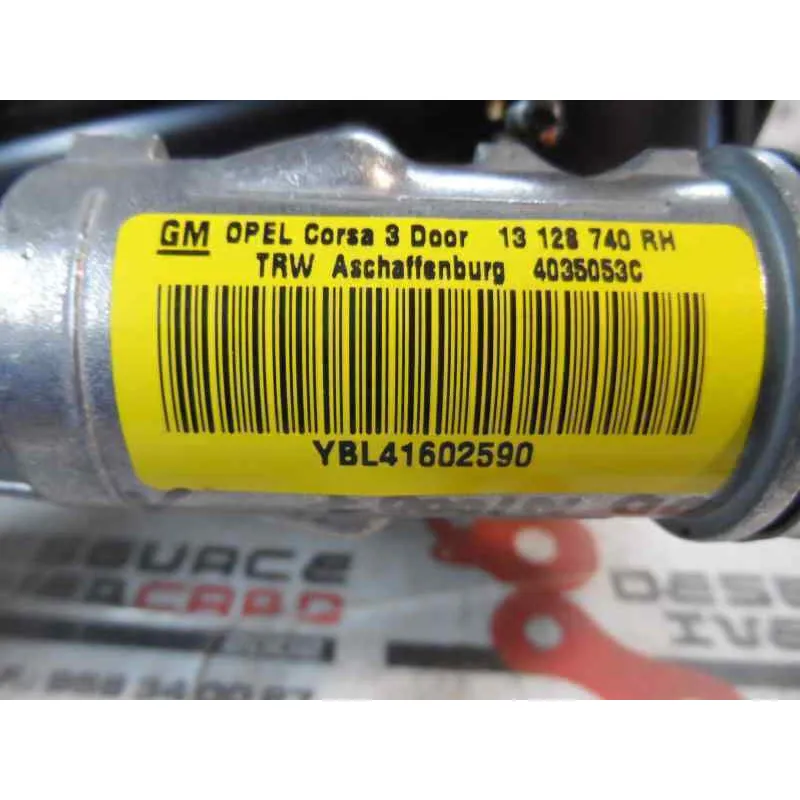 GM OPEL Corsa 3 Door 13 128 740 RH
TRW Aschaffenburg 4035053C
YBL41602590